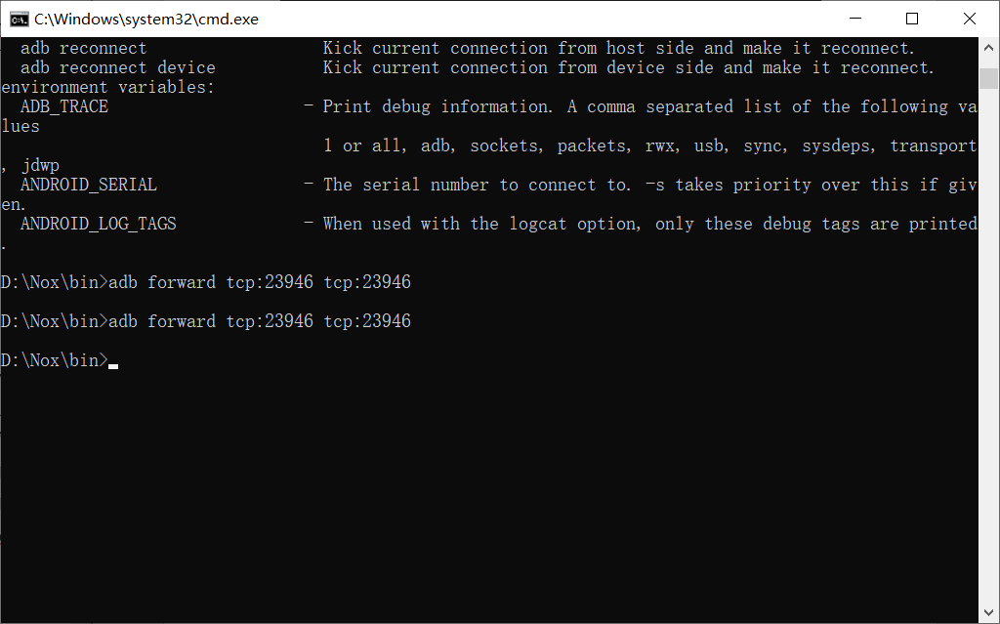 C:\Windows\system32\cmd.exe
  adb reconnect                  Kick current connection from host side and make it reconnect.
  adb reconnect device           Kick current connection from device side and make it reconnect.
environment variables:
  ADB_TRACE                    - Print debug information. A comma separated list of the following va
lues
                                 1 or all, adb, sockets, packets, rwx, usb, sync, sysdeps, transport
, jdwp
  ANDROID_SERIAL               - The serial number to connect to. -s takes priority over this if giv
en.
  ANDROID_LOG_TAGS             - When used with the logcat option, only these debug tags are printed
.
D:\Nox\bin>adb forward tcp:23946 tcp:23946
D:\Nox\bin>adb forward tcp:23946 tcp:23946
D:\Nox\bin>